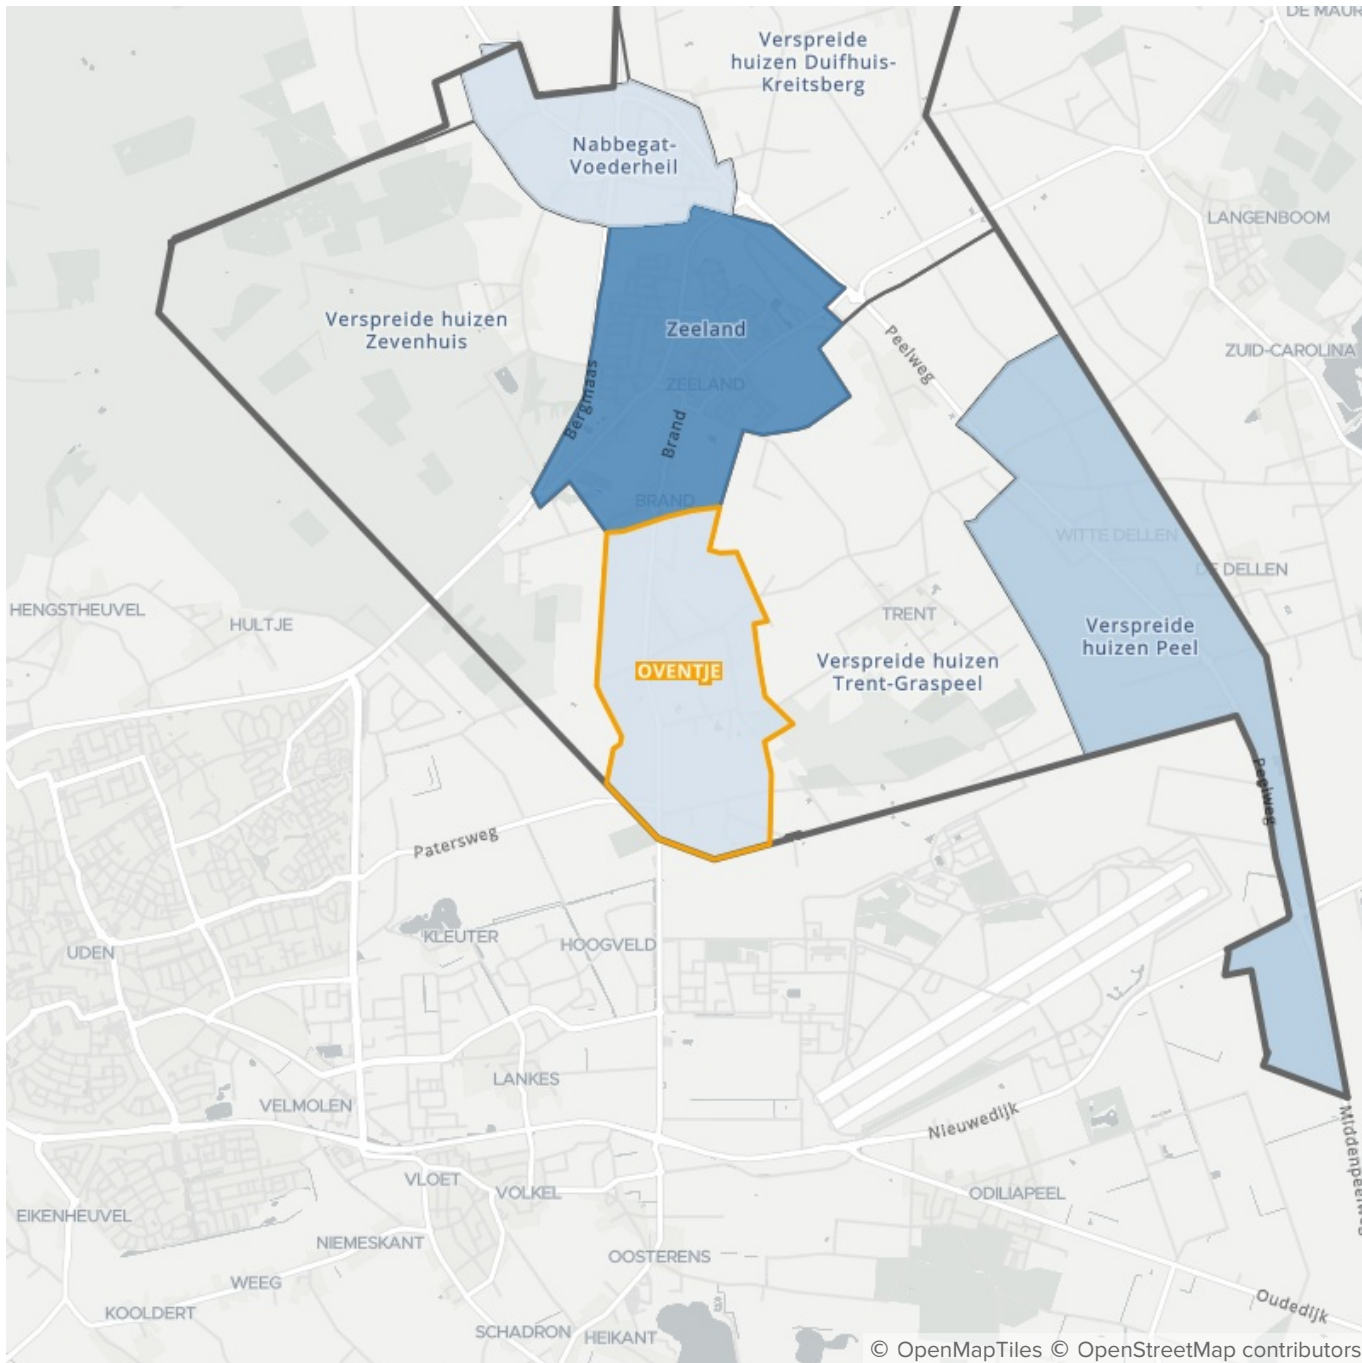 DE MAUR
Verspreide
huizen Duifhuis-
Kreitsberg
Nabbegat-
Voederheil
LANGENBOOM
Verspreide huizen
Zevenhuis
Zeeland
Peelweg
ZUID-CAROLINA
Bergmaas
ZEELAND
Brand
BRAND
WITTE DELLEN
DE DELLEN
HENGSTHEUVEL
HULTJE
TRENT
Verspreide
huizen Peel
OVENTJE
Verspreide huizen
Trent-Graspeel
Peelweg
Patersweg
UDEN
KLEUTER
HOOGVELD
LANKES
VELMOLEN
Nieuwedijk
Middenpeelweg
VLOET
VOLKEL
ODILIAPEEL
EIKENHEUVEL
NIEMESKANT
OOSTERENS
WEEG
KOOLDERT
Oudedijk
SCHADRON
HEIKANT
© OpenMapTiles © OpenStreetMap contributors